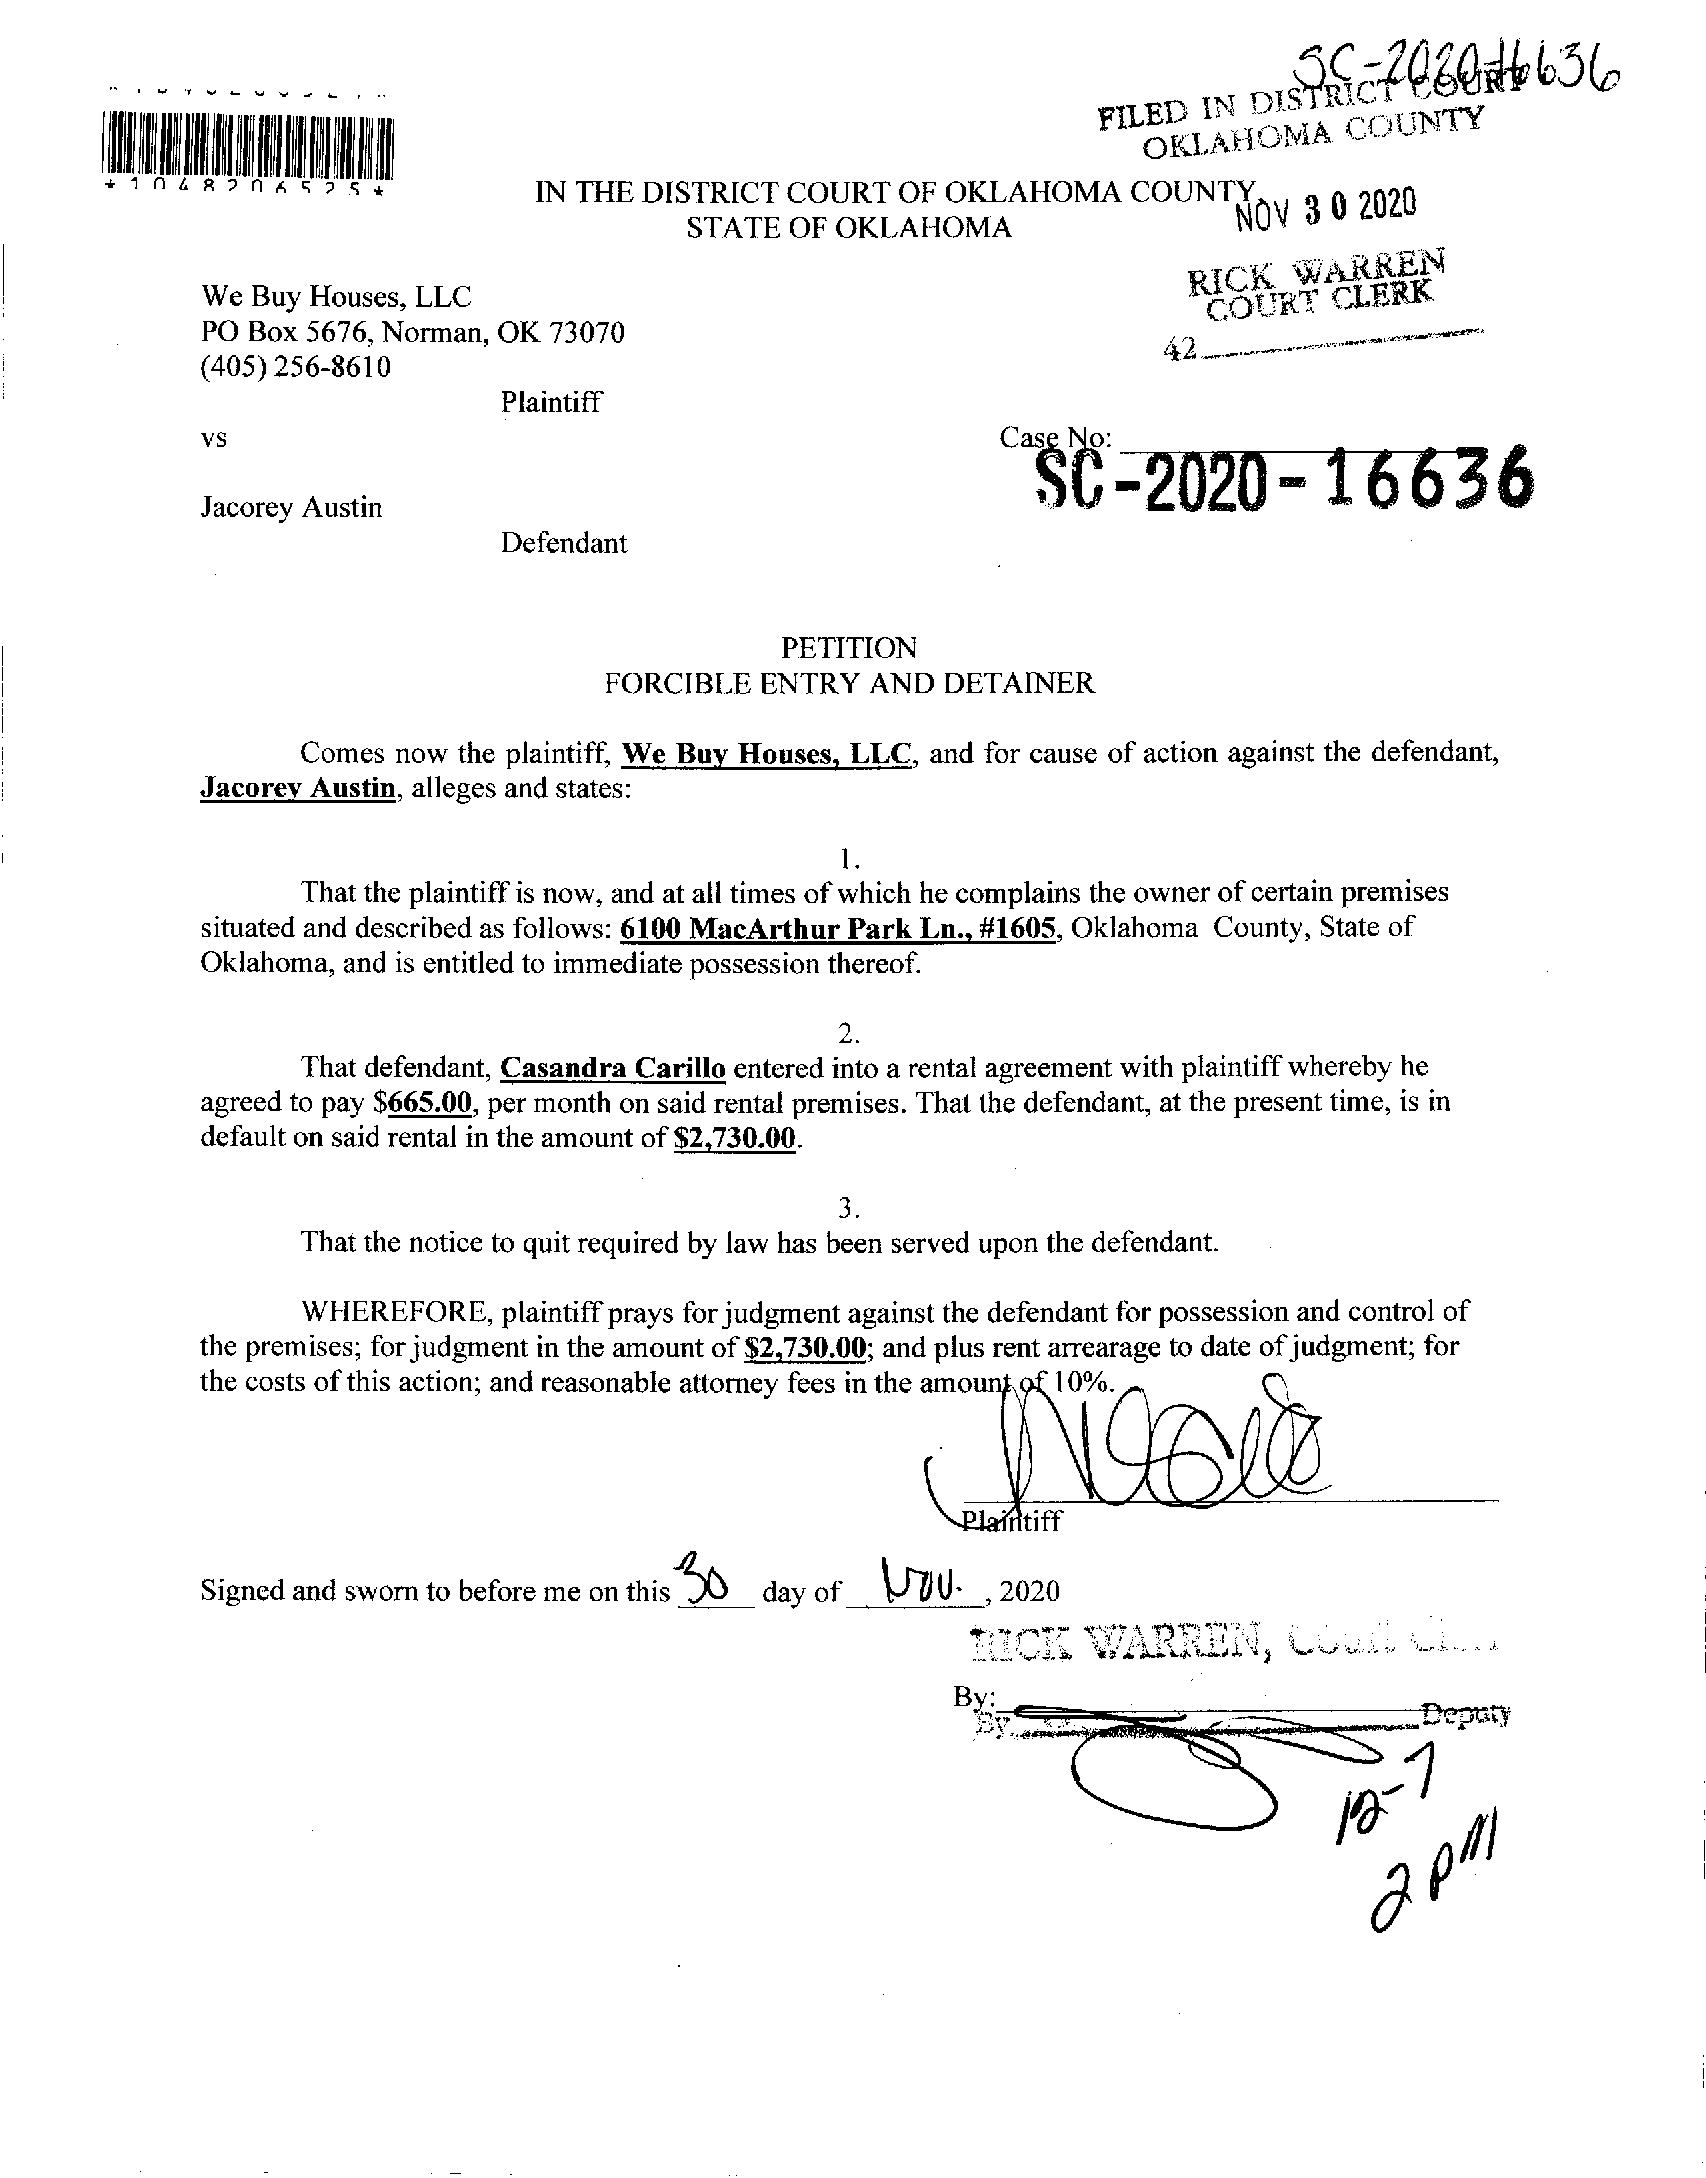 SC-2020-16636
FILED IN DISTRICT COURT
OKLAHOMA COUNTY
*1048206525*
IN THE DISTRICT COURT OF OKLAHOMA COUNTY
STATE OF OKLAHOMA
NOV 30 2020
RICK WARREN
COURT CLERK
42
We Buy Houses, LLC
PO Box 5676, Norman, OK 73070
(405) 256-8610
Plaintiff
vs
Case No:
SC-2020-16636
Jacorey Austin
Defendant
PETITION
FORCIBLE ENTRY AND DETAINER
Comes now the plaintiff, We Buy Houses, LLC, and for cause of action against the defendant,
Jacorey Austin, alleges and states:
1.
That the plaintiff is now, and at all times of which he complains the owner of certain premises
situated and described as follows: 6100 MacArthur Park Ln., #1605, Oklahoma County, State of
Oklahoma, and is entitled to immediate possession thereof.
2.
That defendant, Casandra Carillo entered into a rental agreement with plaintiff whereby he
agreed to pay $665.00, per month on said rental premises. That the defendant, at the present time, is in
default on said rental in the amount of $2,730.00.
3.
That the notice to quit required by law has been served upon the defendant.
WHEREFORE, plaintiff prays for judgment against the defendant for possession and control of
the premises; for judgment in the amount of $2,730.00; and plus rent arrearage to date of judgment; for
the costs of this action; and reasonable attorney fees in the amount of 10%.
Plaintiff
Signed and sworn to before me on this 30 day of Nov. , 2020
RICK WARREN, Court Clerk
By:
By Deputy
12-7
2 pm